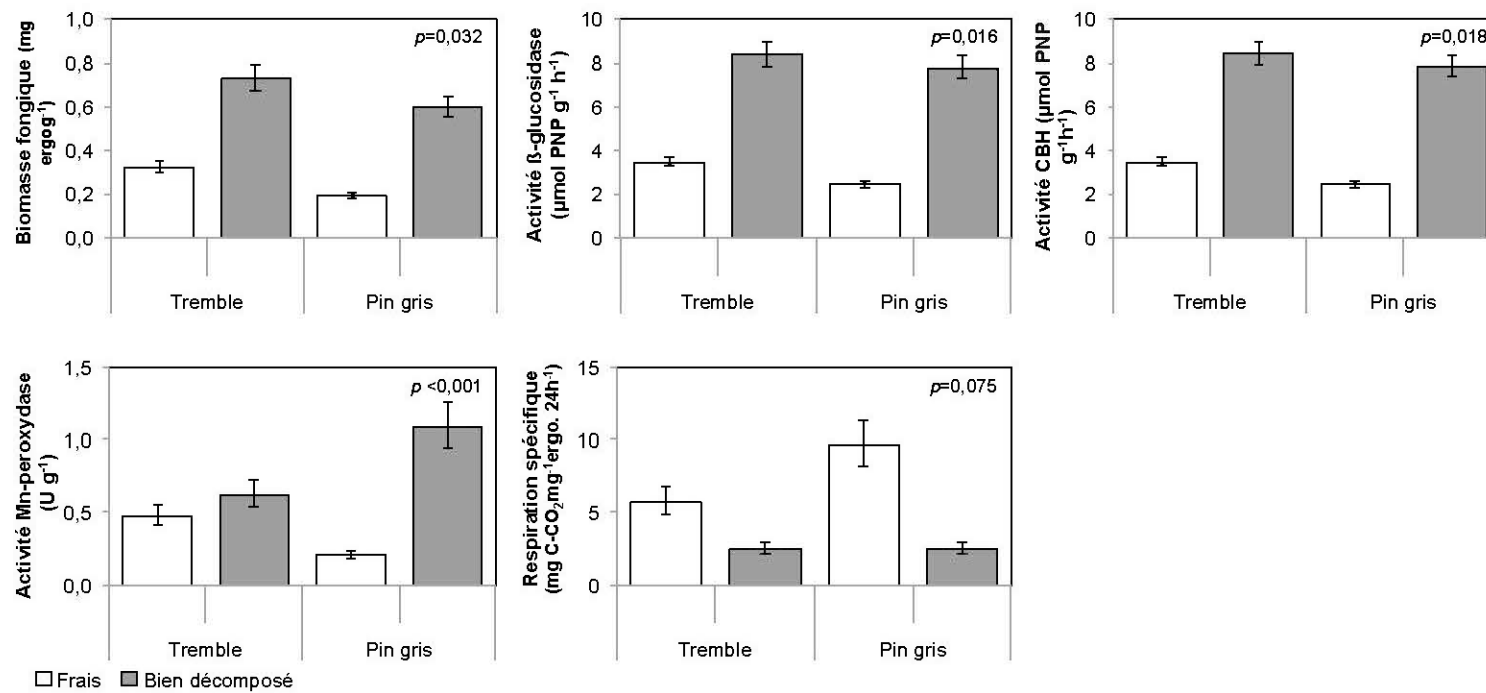 Biomasse fongique (mg
ergog-1)
1,0
0,8
0,6
0,4
0,2
0,0
p=0,032
Tremble
Pin gris
Activité ß-glucosidase
(µmol PNP g-1 h-1)
10
8
6
4
2
0
p=0,016
Tremble
Pin gris
Activité CBH (µmol PNP
g-1h-1)
10
8
6
4
2
0
p=0,018
Tremble
Pin gris
Activité Mn-peroxydase
(U g-1)
1,5
1,0
0,5
0,0
p <0,001
Tremble
Pin gris
Respiration spécifique
(mg C-CO2mg-1ergo. 24h-1)
15
10
5
0
p=0,075
Tremble
Pin gris
Frais
Bien décomposé